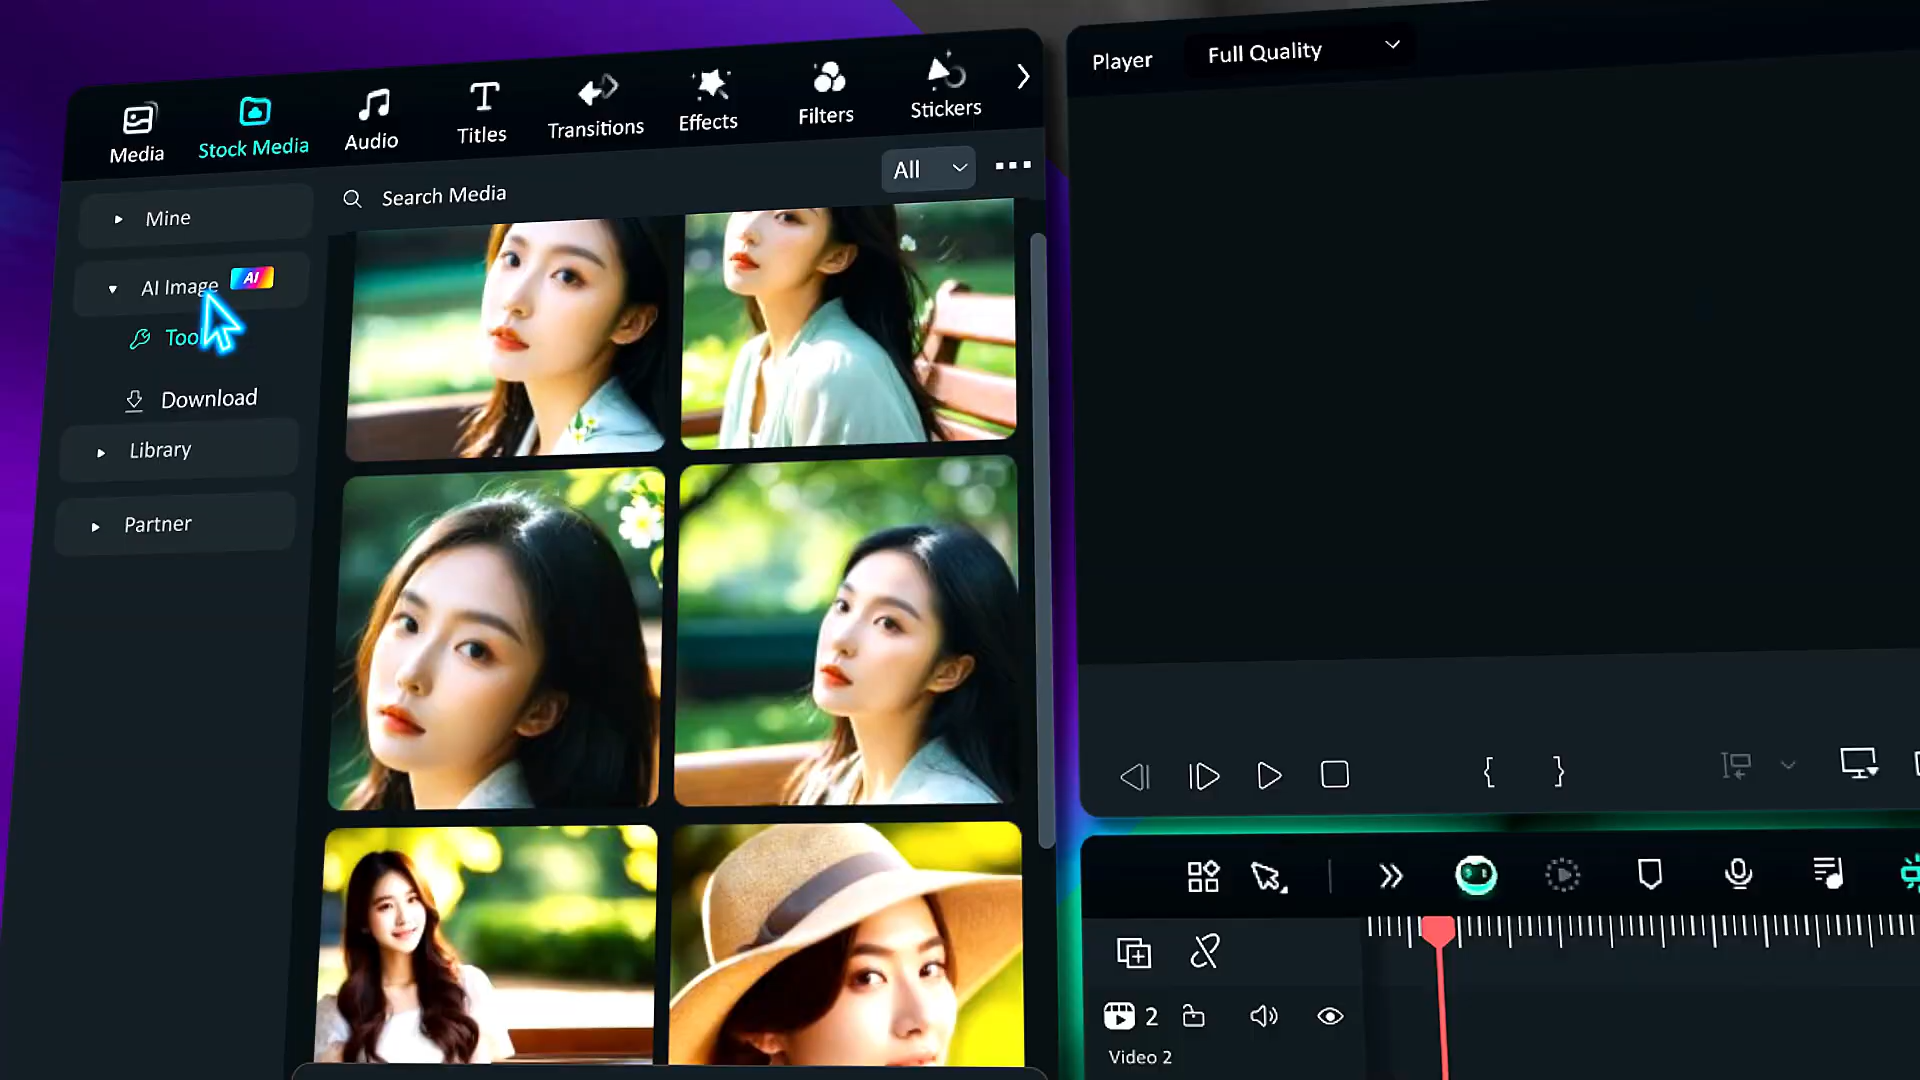 Media
Stock Media
Audio
Titles
Transitions
Effects
Filters
Stickers
Player
Full Quality
Search Media
All
Mine
AI Image
AI
Download
Library
Partner
2
Video 2